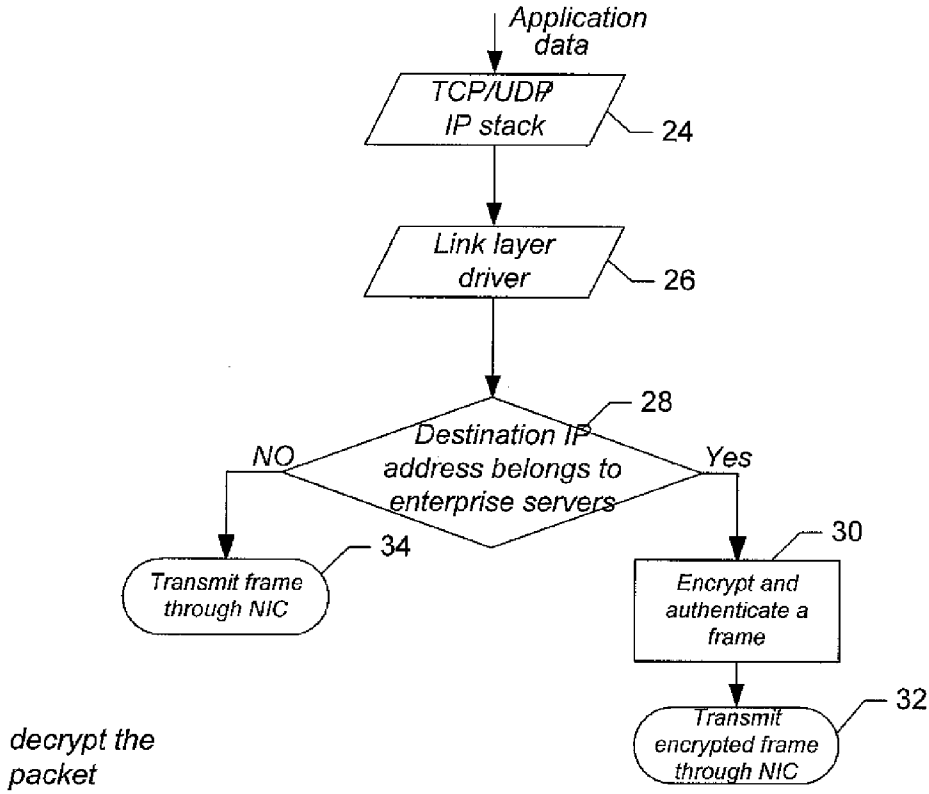 Application
data
TCP/UDP/
IP stack
24
Link layer
driver
26
28
Destination IP
address belongs to
enterprise servers
NO
Yes
34
Transmit frame
through NIC
30
Encrypt and
authenticate a
frame
32
Transmit
encrypted frame
through NIC
decrypt the
packet